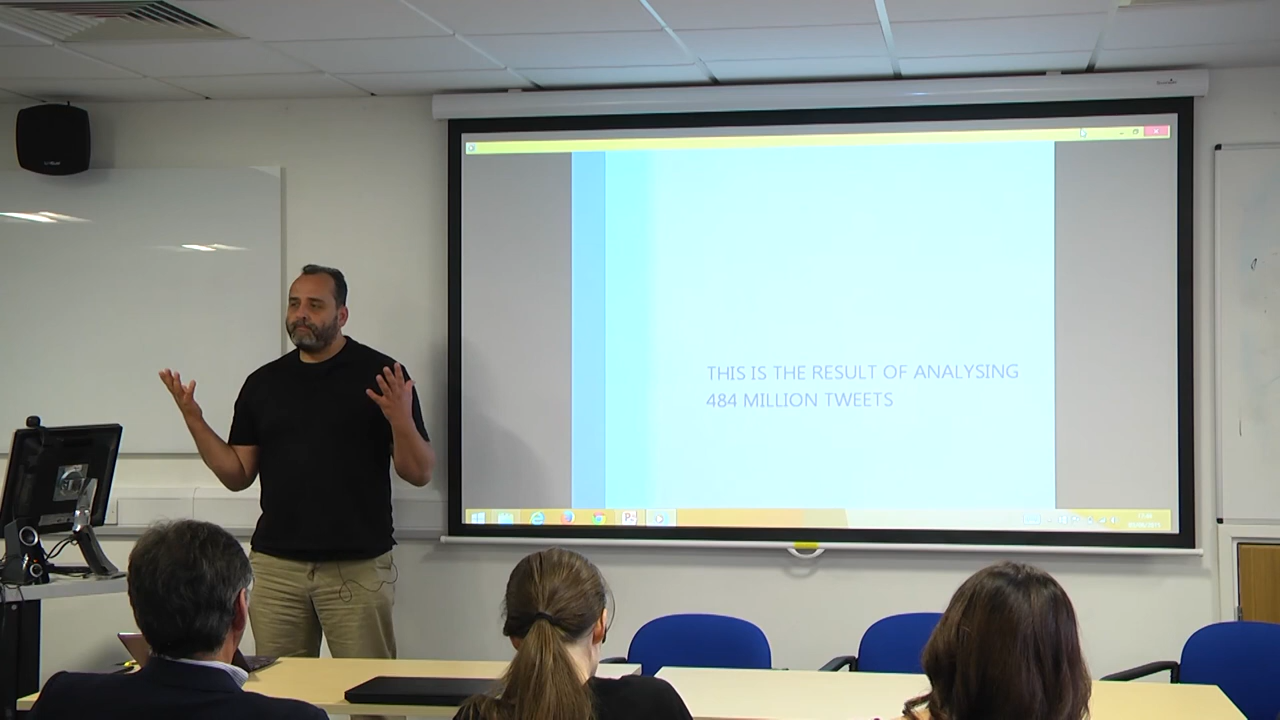 THIS IS THE RESULT OF ANALYSING
484 MILLION TWEETS